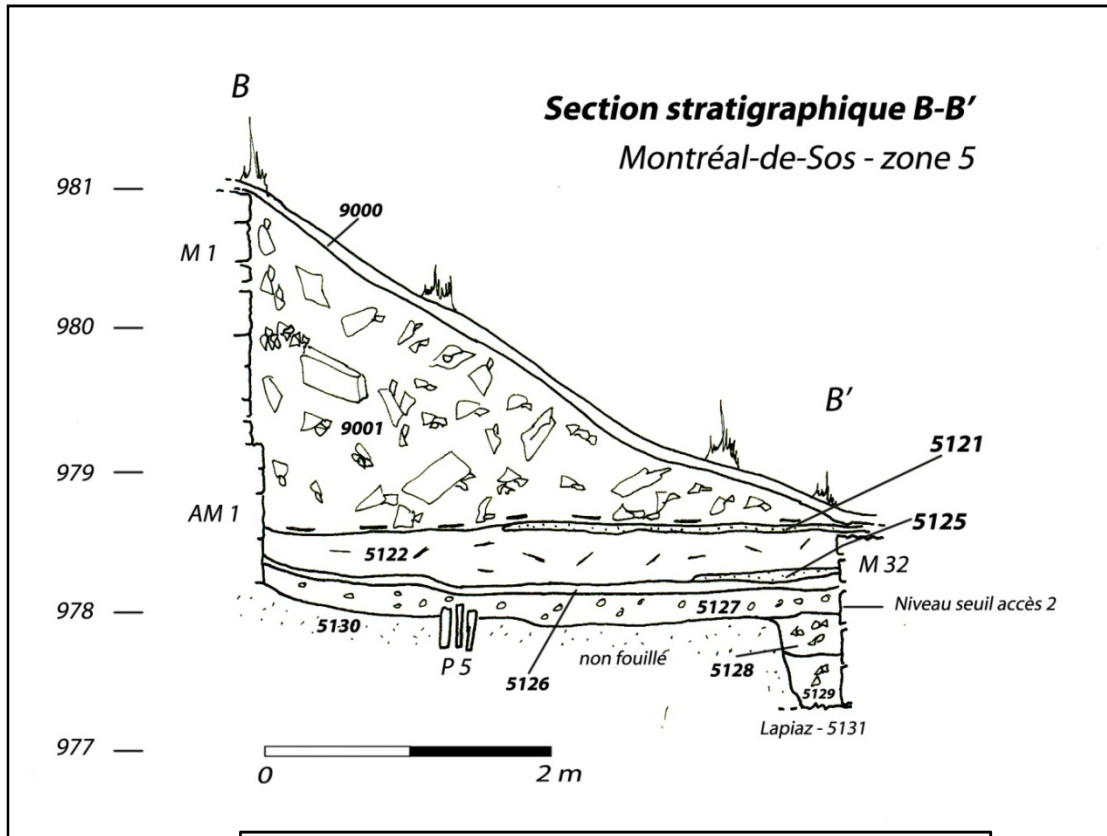 B
Section stratigraphique B-B'
Montréal-de-Sos - zone 5
981
9000
M 1
980
B'
9001
979
5121
AM 1
5125
5122
M 32
978
5127
Niveau seuil accès 2
5130
P 5
non fouillé
5128
5126
5129
Lapiaz - 5131
977
0
2 m